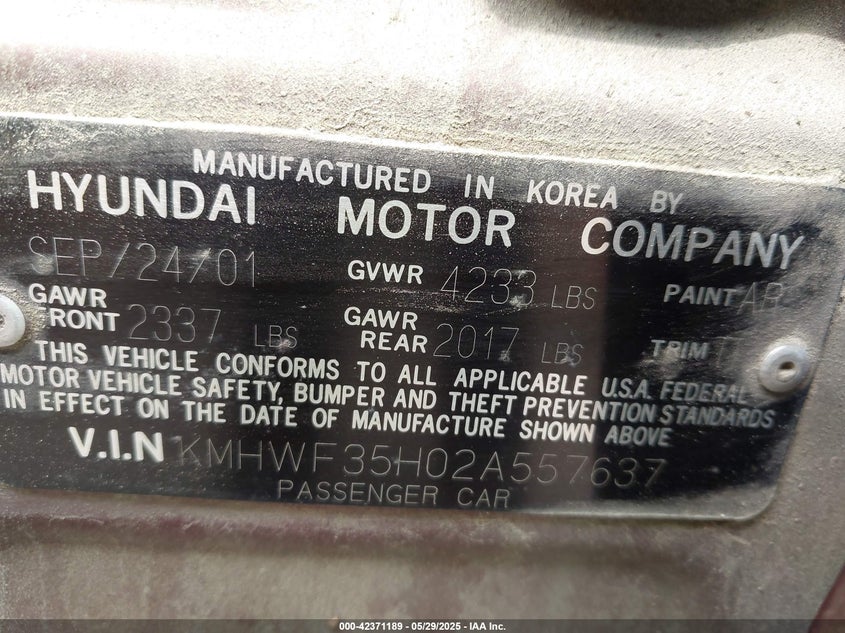 MANUFACTURED IN KOREA BY
HYUNDAI MOTOR COMPANY
SEP/24/01 GVWR 4233 LBS PAINT AR
GAWR FRONT 2337 LBS GAWR REAR 2017 LBS TRIM
THIS VEHICLE CONFORMS TO ALL APPLICABLE U.S.A. FEDERAL
MOTOR VEHICLE SAFETY, BUMPER AND THEFT PREVENTION STANDARDS
IN EFFECT ON THE DATE OF MANUFACTURE SHOWN ABOVE
V.I.N KMHWF35H02A557637
PASSENGER CAR
000-42371189 - 05/29/2025 - IAA Inc.